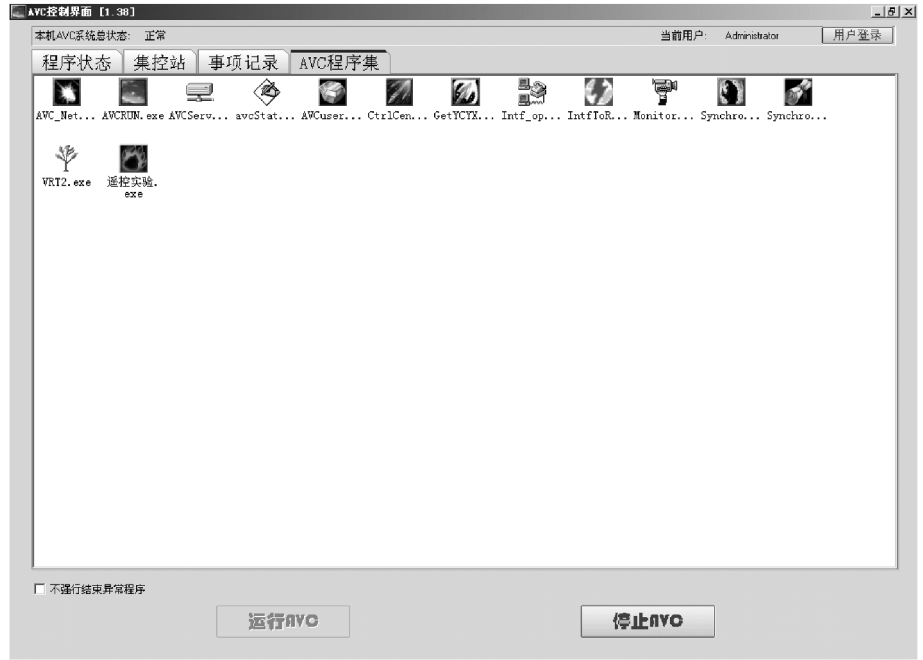 AVC控制界面 [1.38]
本机AVC系统总状态: 正常 当前用户: Administrator 用户登录
程序状态 集控站 事项记录 AVC程序集
AVC_Net... AVCRUN.exe AVCServ... avcStat... AVCuser... CtrlCen... GetYCYX... Intf_op... IntfToR... Monitor... Synchro... Synchro...
VRT2.exe 遥控实验.
exe
不强行结束异常程序
运行AVC 停止AVC